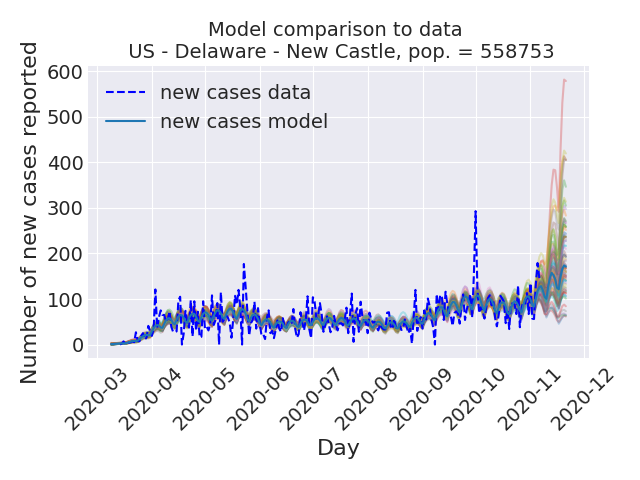 Model comparison to data
US - Delaware - New Castle, pop. = 558753
Number of new cases reported
600
500
400
300
200
100
0
new cases data
new cases model
2020-03
2020-04
2020-05
2020-06
2020-07
2020-08
2020-09
2020-10
2020-11
2020-12
Day